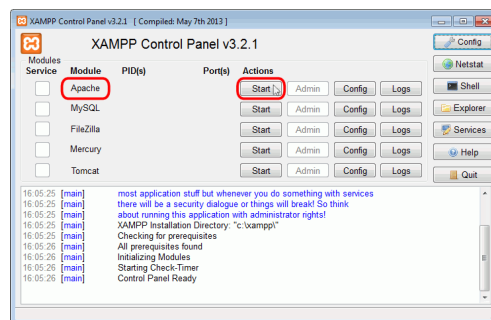 XAMPP Control Panel v3.2.1 [ Compiled: May 7th 2013 ]
XAMPP Control Panel v3.2.1
Config
Modules
Service Module PID(s) Port(s) Actions
Netstat
Apache Start Admin Config Logs
Shell
MySQL Start Admin Config Logs
Explorer
FileZilla Start Admin Config Logs
Services
Mercury Start Admin Config Logs
Help
Tomcat Start Admin Config Logs
Quit
16:05:25 [main] most application stuff but whenever you do something with services
16:05:25 [main] there will be a security dialogue or things will break! So think
16:05:25 [main] about running this application with administrator rights!
16:05:25 [main] XAMPP Installation Directory: "c:\xampp\"
16:05:25 [main] Checking for prerequisites
16:05:26 [main] All prerequisites found
16:05:26 [main] Initializing Modules
16:05:26 [main] Starting Check-Timer
16:05:26 [main] Control Panel Ready